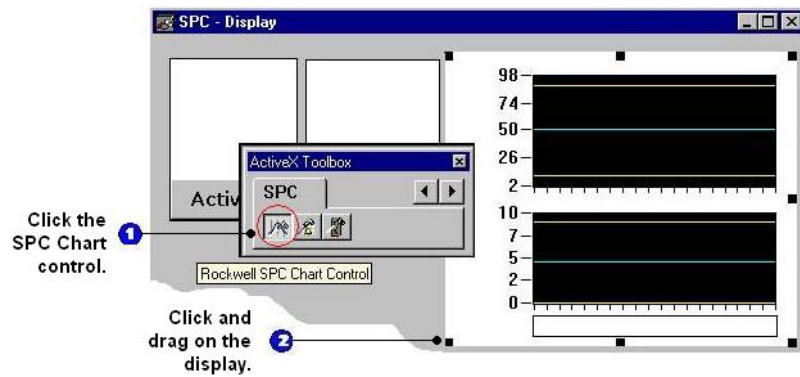 SPC - Display
98
74
50
26
2
ActiveX Toolbox
SPC
Activ
Click the
SPC Chart
control.
1
Rockwell SPC Chart Control
10
7
5
2
0
Click and
drag on the
display.
2